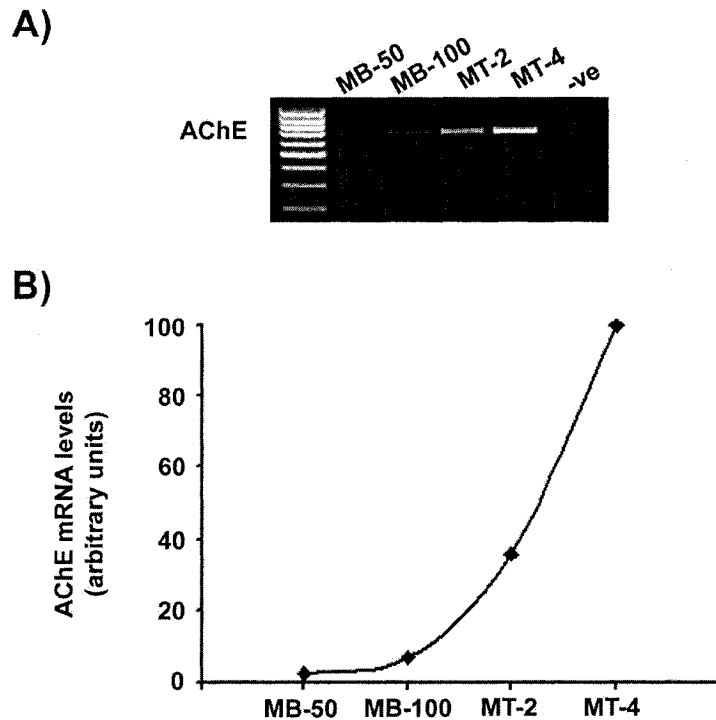 A)
MB-50 MB-100 MT-2 MT-4 -ve
AChE
B)
AChE mRNA levels
(arbitrary units)
100
80
60
40
20
0
MB-50 MB-100 MT-2 MT-4